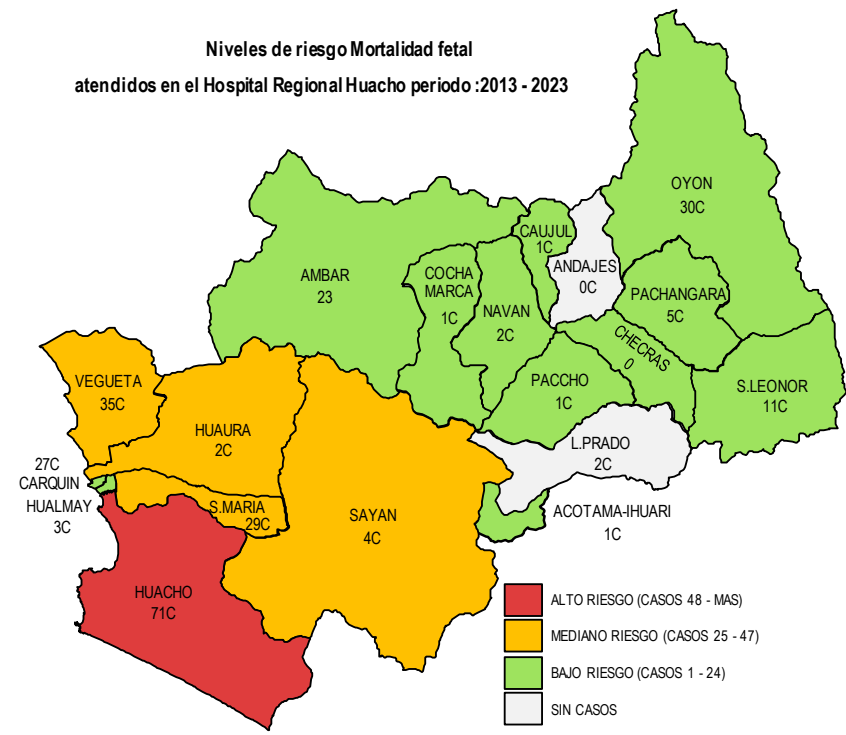 Niveles de riesgo Mortalidad fetal
atendidos en el Hospital Regional Huacho periodo :2013 - 2023
OYON
30C
CAUJUL
1C
ANDAJES
0C
AMBAR
23
COCHA
MARCA
1C
NAVAN
2C
PACHANGARA
5C
CHECRAS
0
PACCHO
1C
S.LEONOR
11C
VEGUETA
35C
HUAURA
2C
L.PRADO
2C
27C
CARQUIN
HUALMAY
3C
S.MARIA
29C
SAYAN
4C
ACOTAMA-IHUARI
1C
HUACHO
71C
ALTO RIESGO (CASOS 48 - MAS)
MEDIANO RIESGO (CASOS 25 - 47)
BAJO RIESGO (CASOS 1 - 24)
SIN CASOS